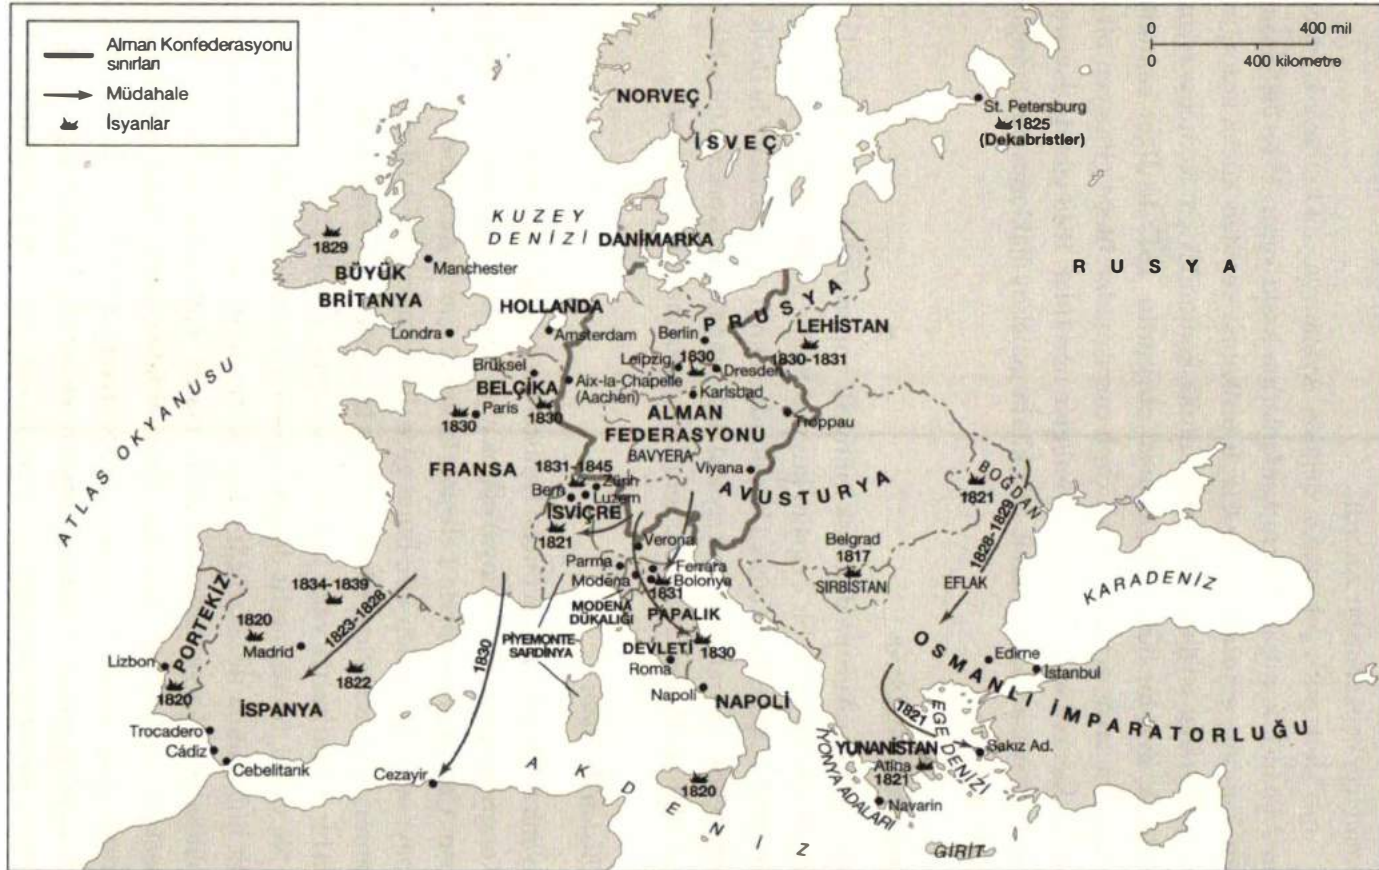 Alman Konfederasyonu
sınırları
Müdahale
İsyanlar
0 400 mil
0 400 kilometre
NORVEÇ
İSVEÇ
St. Petersburg
1825
(Dekabristler)
KUZEY
DENİZİ
DANİMARKA
1829
BÜYÜK
BRİTANYA
Manchester
Londra
RUSYA
HOLLANDA
Amsterdam
Berlin
PRUSYA
LEHİSTAN
1830-1831
Leipzig
1830
Dresden
Brüksel
BELÇİKA
1830
Aix-la-Chapelle
(Aachen)
Karlsbad
ATLAS OKYANUSU
Paris
1830
ALMAN
FEDERASYONU
BAVYERA
Troppau
FRANSA
1831-1845
Zürih
Bern
Luzern
İSVİÇRE
1821
Viyana
AVUSTURYA
BOĞDAN
1821
1828-1829
Verona
Parma
Modena
Ferrara
Bolonya
1831
Belgrad
1817
SIRBİSTAN
EFLAK
KARADENİZ
MODENA
DÜKALIĞI
PAPALIK
DEVLETİ
1830
Roma
PİYEMONTE-
SARDİNYA
PORTEKİZ
1834-1839
1823-1828
1820
Madrid
1822
Lizbon
1820
İSPANYA
1830
Napoli
NAPOLİ
Edirne
İstanbul
OSMANLI İMPARATORLUĞU
Trocadero
Cádiz
Cebelitarık
Cezayir
AKDENİZ
1820
1821
EGE DENİZİ
YUNANİSTAN
Atina
1821
Sakız Ad.
İYONYA ADALARI
Navarin
GİRİT